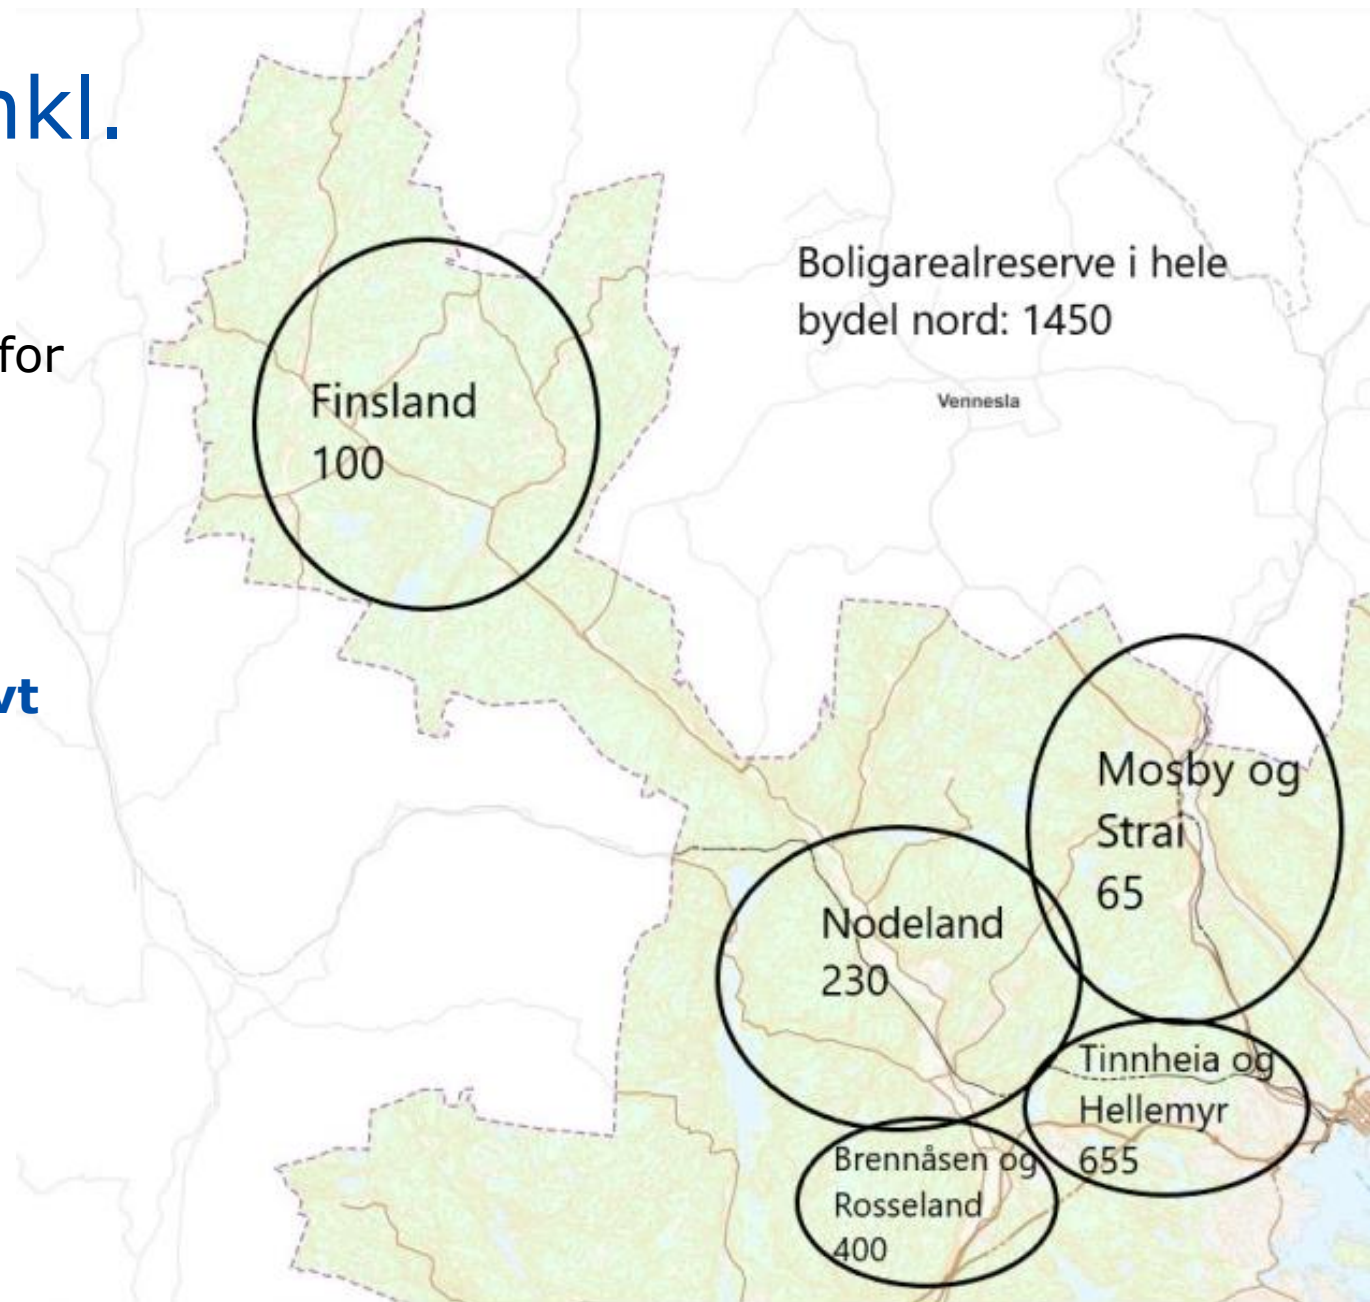 nkl.
for
vt
Boligarealreserve i hele
bydel nord: 1450
Vennesla
Finsland
100
Mosby og
Strai
65
Nodeland
230
Tinnheia og
Hellemyr
655
Brennåsen og
Rosseland
400